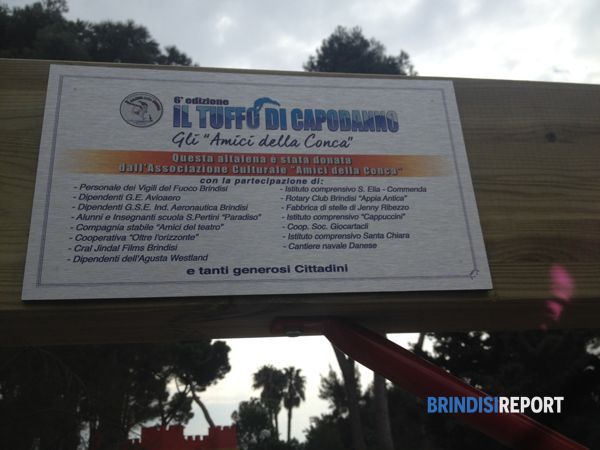 6° edizione
IL TUFFO DI CAPODANNO
Gli "Amici della Conca"
Questa altalena è stata donata
dall'Associazione Culturale "Amici della Conca"
con la partecipazione di:
- Personale dei Vigili del Fuoco Brindisi
- Dipendenti G.E. Avioaero
- Dipendenti G.S.E. Ind. Aeronautica Brindisi
- Alunni e Insegnanti scuola S.Pertini "Paradiso"
- Compagnia stabile "Amici del teatro"
- Cooperativa "Oltre l'orizzonte"
- Cral Jindal Films Brindisi
- Dipendenti dell'Agusta Westland
- Istituto comprensivo S. Elia - Commenda
- Rotary Club Brindisi "Appia Antica"
- Fabbrica di stelle di Jenny Ribezzo
- Istituto comprensivo "Cappuccini"
- Coop. Soc. Giocartacli
- Istituto comprensivo Santa Chiara
- Cantiere navale Danese
e tanti generosi Cittadini
BRINDISIREPORT